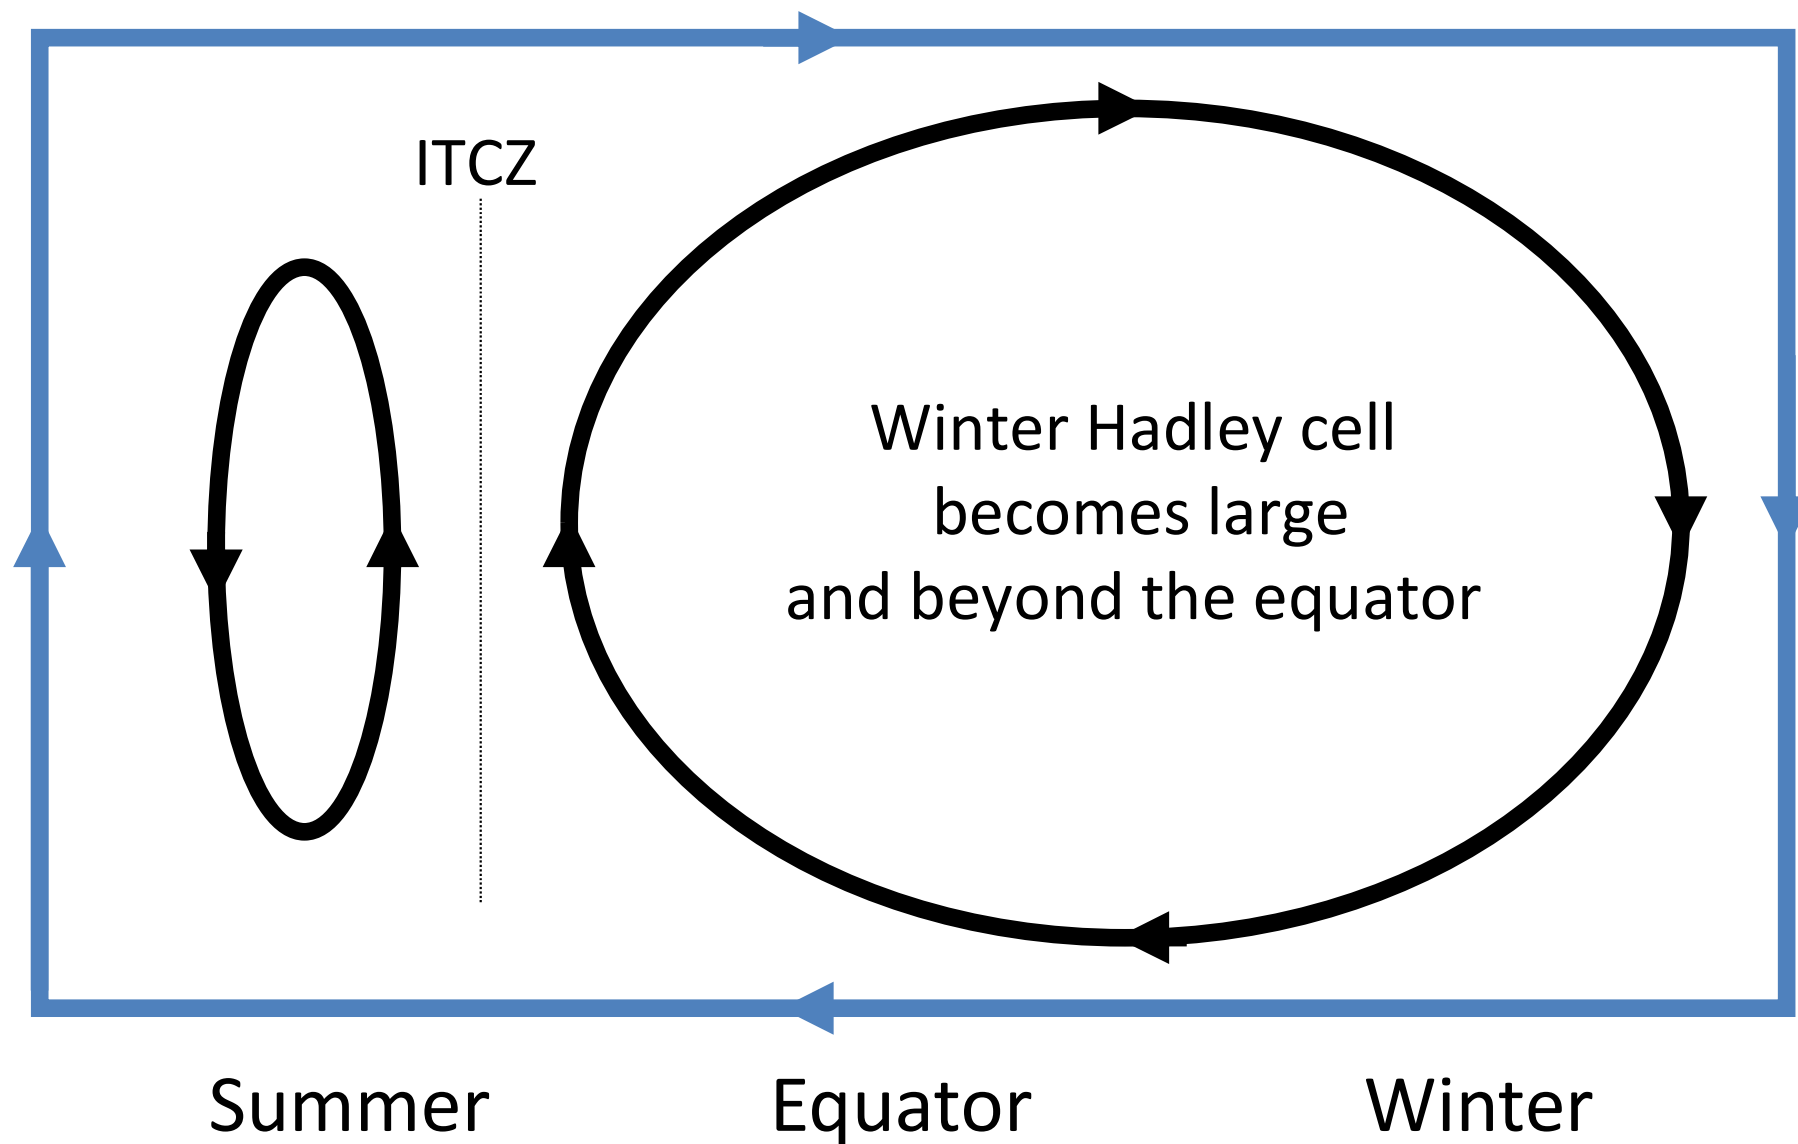 ITCZ
Winter Hadley cell
becomes large
and beyond the equator
Summer Equator Winter